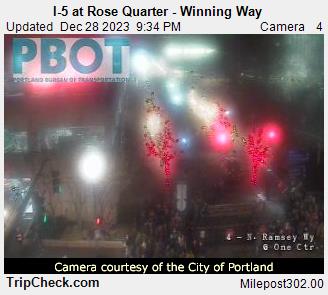 I-5 at Rose Quarter - Winning Way
Updated Dec 28 2023 9:34 PM Camera 4
PBOT
PORTLAND BUREAU OF TRANSPORTATION
4 - N. Ramsey Wy
@ One Ctr
Camera courtesy of the City of Portland
TripCheck.com Milepost302.00